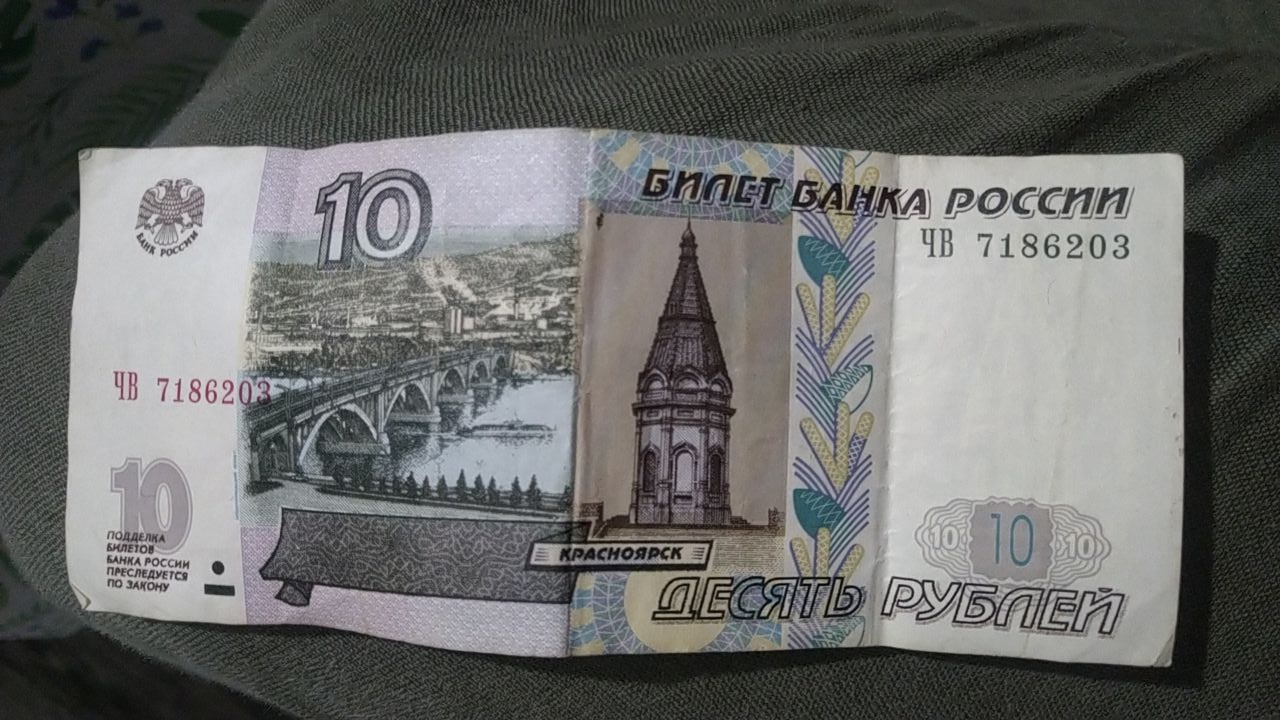 БАНК РОССИИ
10
БИЛЕТ БАНКА РОССИИ
ЧВ 7186203
ЧВ 7186203
10
ПОДДЕЛКА
БИЛЕТОВ
БАНКА РОССИИ
ПРЕСЛЕДУЕТСЯ
ПО ЗАКОНУ
КРАСНОЯРСК
10 10 10
ДЕСЯТЬ РУБЛЕЙ